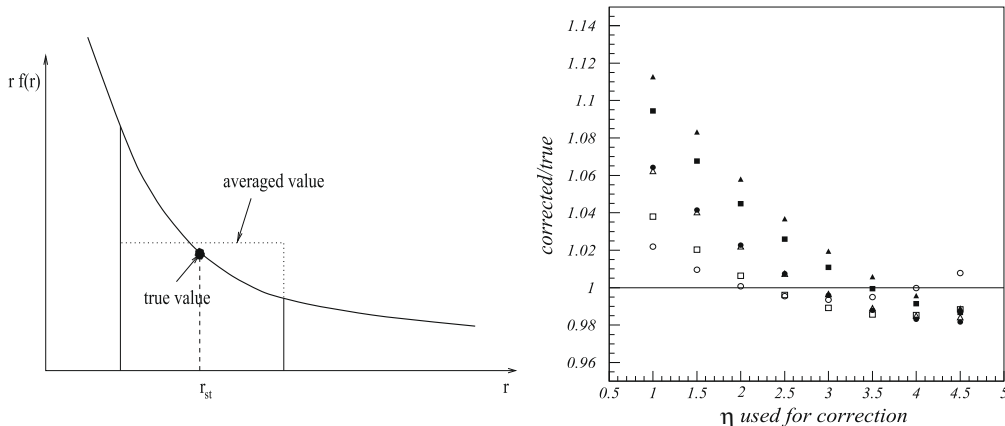 r f(r)
averaged value
true value
r_st
r
corrected/true
1.14
1.12
1.1
1.08
1.06
1.04
1.02
1
0.98
0.96
0.5 1 1.5 2 2.5 3 3.5 4 4.5 5
η used for correction